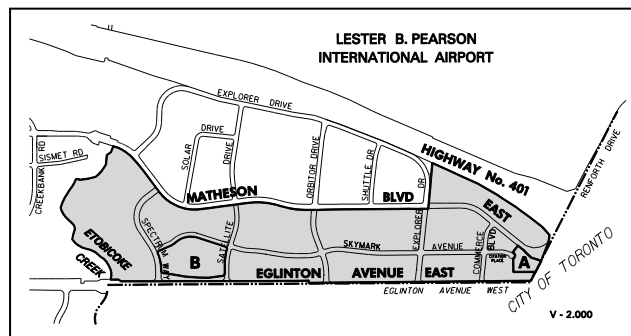 LESTER B. PEARSON
INTERNATIONAL AIRPORT
EXPLORER DRIVE
HIGHWAY No. 401
RENFORTH DRIVE
CREEKBANK RD
SISMET RD
SOLAR DRIVE
SATELLITE DRIVE
ORBITOR DRIVE
SHUTTLE DR
EXPLORER DR
MATHESON BLVD EAST
ETOBICOKE CREEK
SPECTRUM WAY
B
SKYMARK AVENUE
COMMERCE BLVD
CITATION PLACE
A
EGLINTON AVENUE EAST
EGLINTON AVENUE WEST
CITY OF TORONTO
V - 2.000